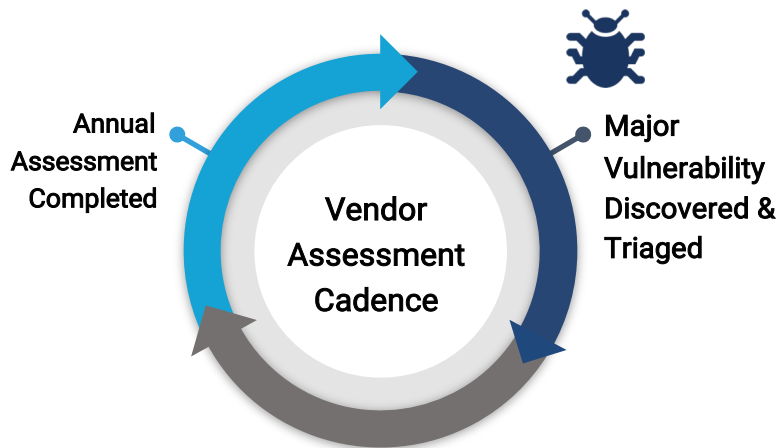 Annual
Assessment
Completed
Vendor
Assessment
Cadence
Major
Vulnerability
Discovered &
Triaged